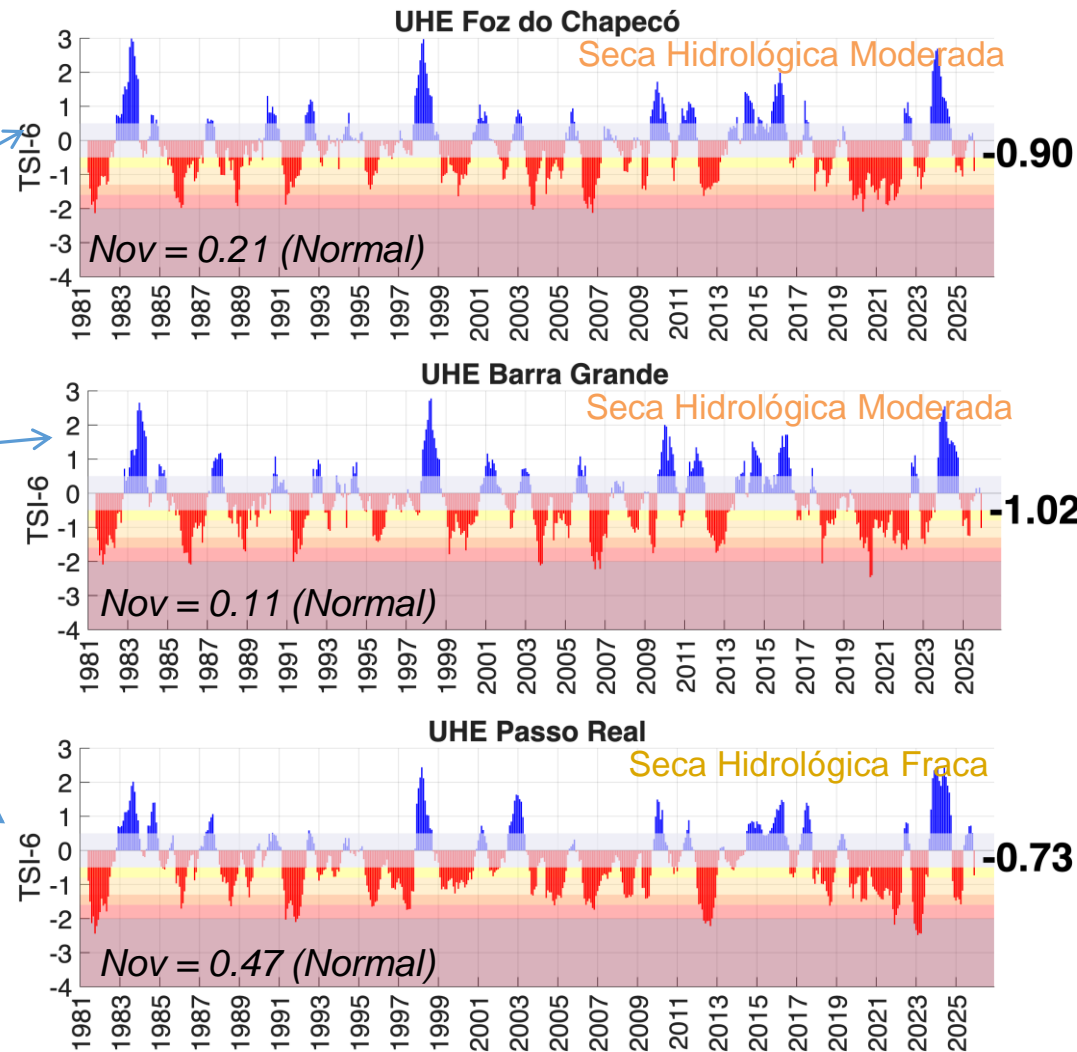 UHE Foz do Chapecó
Seca Hidrológica Moderada
3
2
1
0
-1
-2
-3
-4
TSI-6
-0.90
Nov = 0.21 (Normal)
1981 1983 1985 1987 1989 1991 1993 1995 1997 1999 2001 2003 2005 2007 2009 2011 2013 2015 2017 2019 2021 2023 2025
UHE Barra Grande
Seca Hidrológica Moderada
3
2
1
0
-1
-2
-3
-4
TSI-6
-1.02
Nov = 0.11 (Normal)
1981 1983 1985 1987 1989 1991 1993 1995 1997 1999 2001 2003 2005 2007 2009 2011 2013 2015 2017 2019 2021 2023 2025
UHE Passo Real
Seca Hidrológica Fraca
3
2
1
0
-1
-2
-3
-4
TSI-6
-0.73
Nov = 0.47 (Normal)
1981 1983 1985 1987 1989 1991 1993 1995 1997 1999 2001 2003 2005 2007 2009 2011 2013 2015 2017 2019 2021 2023 2025